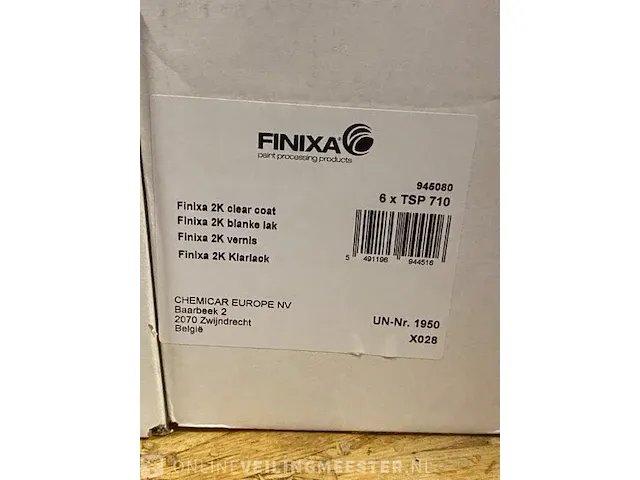 FINIXA®
paint processing products
945080
6 x TSP 710
Finixa 2K clear coat
Finixa 2K blanke lak
Finixa 2K vernis
Finixa 2K Klarlack
5 491196 944516
CHEMICAR EUROPE NV
Baarbeek 2
2070 Zwijndrecht
België
UN-Nr. 1950
X028
ONLINEVEILINGMEESTER.NL